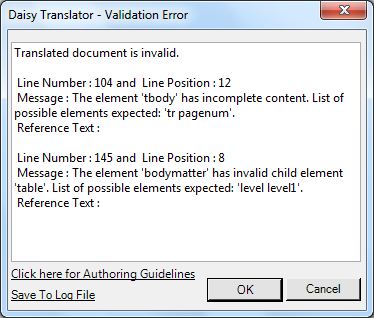 Daisy Translator - Validation Error
Translated document is invalid.
Line Number : 104 and  Line Position : 12
Message : The element 'tbody' has incomplete content. List of
possible elements expected: 'tr pagenum'.
Reference Text :
Line Number : 145 and  Line Position : 8
Message : The element 'bodymatter' has invalid child element
'table'. List of possible elements expected: 'level level1'.
Reference Text :
Click here for Authoring Guidelines
Save To Log File
OK
Cancel